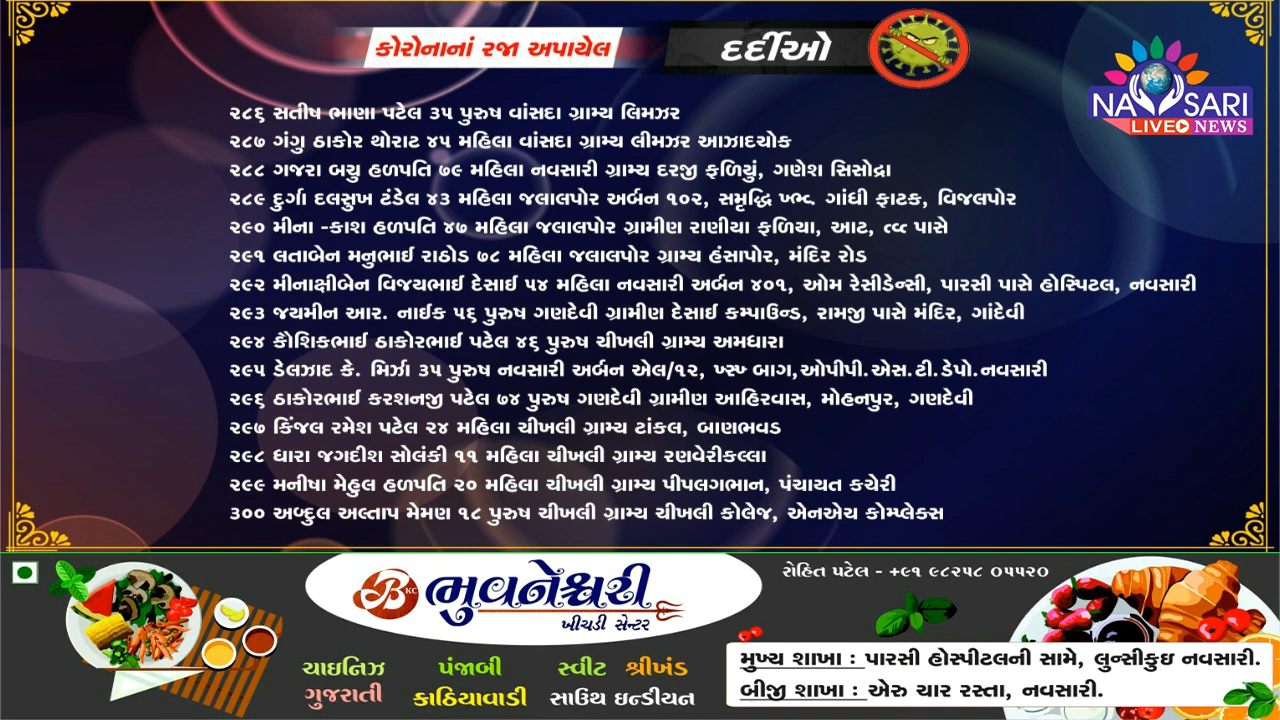 કોરોનાનાં રજા અપાયેલ
દર્દીઓ
NAVSARI
LIVE NEWS
૨૮૬ સતીષ ભાણા પટેલ ૩૫ પુરુષ વાંસદા ગ્રામ્ય લિમઝર
૨૮૭ ગંગુ ઠાકોર થોરાટ ૪૫ મહિલા વાંસદા ગ્રામ્ય લીમઝર આઝાદચોક
૨૮૮ ગજરા બચુ હળપતિ ૭૯ મહિલા નવસારી ગ્રામ્ય દરજી ફળિયું, ગણેશ સિસોદ્રા
૨૮૯ દુર્ગા દલસુખ ટંડેલ ૪૩ મહિલા જલાલપોર અર્બન ૧૦૨, સમૃદ્ધિ ગાંધી ફાટક, વિજલપોર
૨૯૦ મીના -કાશ હળપતિ ૪૭ મહિલા જલાલપોર ગ્રામીણ રાણીયા ફળિયા, આટ, પાસે
૨૯૧ લતાબેન મનુભાઈ રાઠોડ ૭૮ મહિલા જલાલપોર ગ્રામ્ય હંસાપોર, મંદિર રોડ
૨૯૨ મીનાક્ષીબેન વિજયભાઈ દેસાઈ ૫૪ મહિલા નવસારી અર્બન ૪૦૧, ઓમ રેસીડેન્સી, પારસી પાસે હોસ્પિટલ, નવસારી
૨૯૩ જયમીન આર. નાઈક ૫૬ પુરુષ ગણદેવી ગ્રામીણ દેસાઈ કમ્પાઉન્ડ, રામજી પાસે મંદિર, ગાંદેવી
૨૯૪ કૌશિકભાઈ ઠાકોરભાઈ પટેલ ૪૬ પુરુષ ચીખલી ગ્રામ્ય અમધારા
૨૯૫ ડેલઝાદ કે. મિર્ઝા ૩૫ પુરુષ નવસારી અર્બન એલ/૧૨, બાગ,ઓપીપી.એસ.ટી.ડેપો.નવસારી
૨૯૬ ઠાકોરભાઈ કરશનજી પટેલ ૭૪ પુરુષ ગણદેવી ગ્રામીણ આહિરવાસ, મોહનપુર, ગણદેવી
૨૯૭ કિંજલ રમેશ પટેલ ૨૪ મહિલા ચીખલી ગ્રામ્ય ટાંકલ, બાણભવડ
૨૯૮ ધારા જગદીશ સોલંકી ૧૧ મહિલા ચીખલી ગ્રામ્ય રણવેરીકલ્લા
૨૯૯ મનીષા મેહુલ હળપતિ ૨૦ મહિલા ચીખલી ગ્રામ્ય પીપલગભાન, પંચાયત કચેરી
૩૦૦ અબ્દુલ અલ્તાપ મેમણ ૧૮ પુરુષ ચીખલી ગ્રામ્ય ચીખલી કોલેજ, એનએચ કોમ્પ્લેક્સ
ભુવનેશ્વરી
ખીચડી સેન્ટર
રોહિત પટેલ - +૯૧ ૯૮૨૫૮ ૦૫૫૨૦
ચાઇનિઝ પંજાબી સ્વીટ શ્રીખંડ
ગુજરાતી કાઠિયાવાડી સાઉથ ઇન્ડીયન
મુખ્ય શાખા : પારસી હોસ્પીટલની સામે, લુન્સીકુઇ નવસારી.
બીજી શાખા : એરુ ચાર રસ્તા, નવસારી.